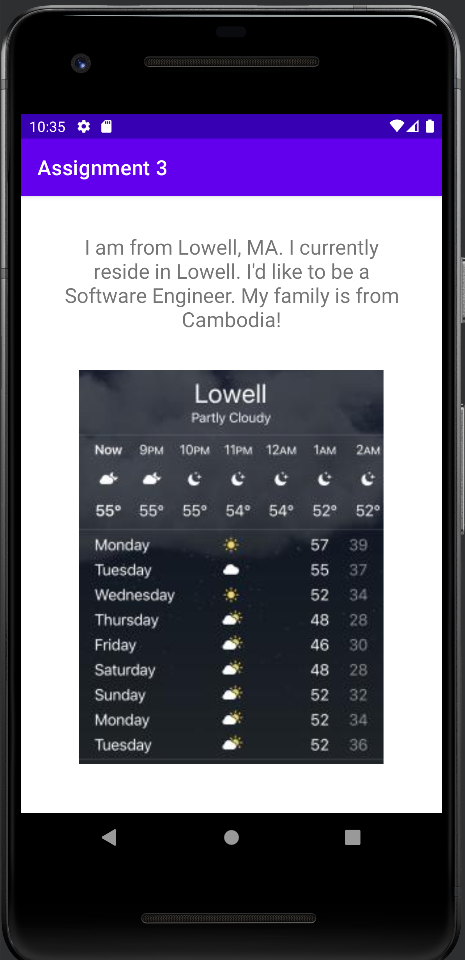 10:35
Assignment 3
I am from Lowell, MA. I currently
reside in Lowell. I'd like to be a
Software Engineer. My family is from
Cambodia!
Lowell
Partly Cloudy
Now 9PM 10PM 11PM 12AM 1AM 2AM
55° 55° 55° 54° 54° 52° 52°
Monday 57 39
Tuesday 55 37
Wednesday 52 34
Thursday 48 28
Friday 46 30
Saturday 48 28
Sunday 52 32
Monday 52 34
Tuesday 52 36